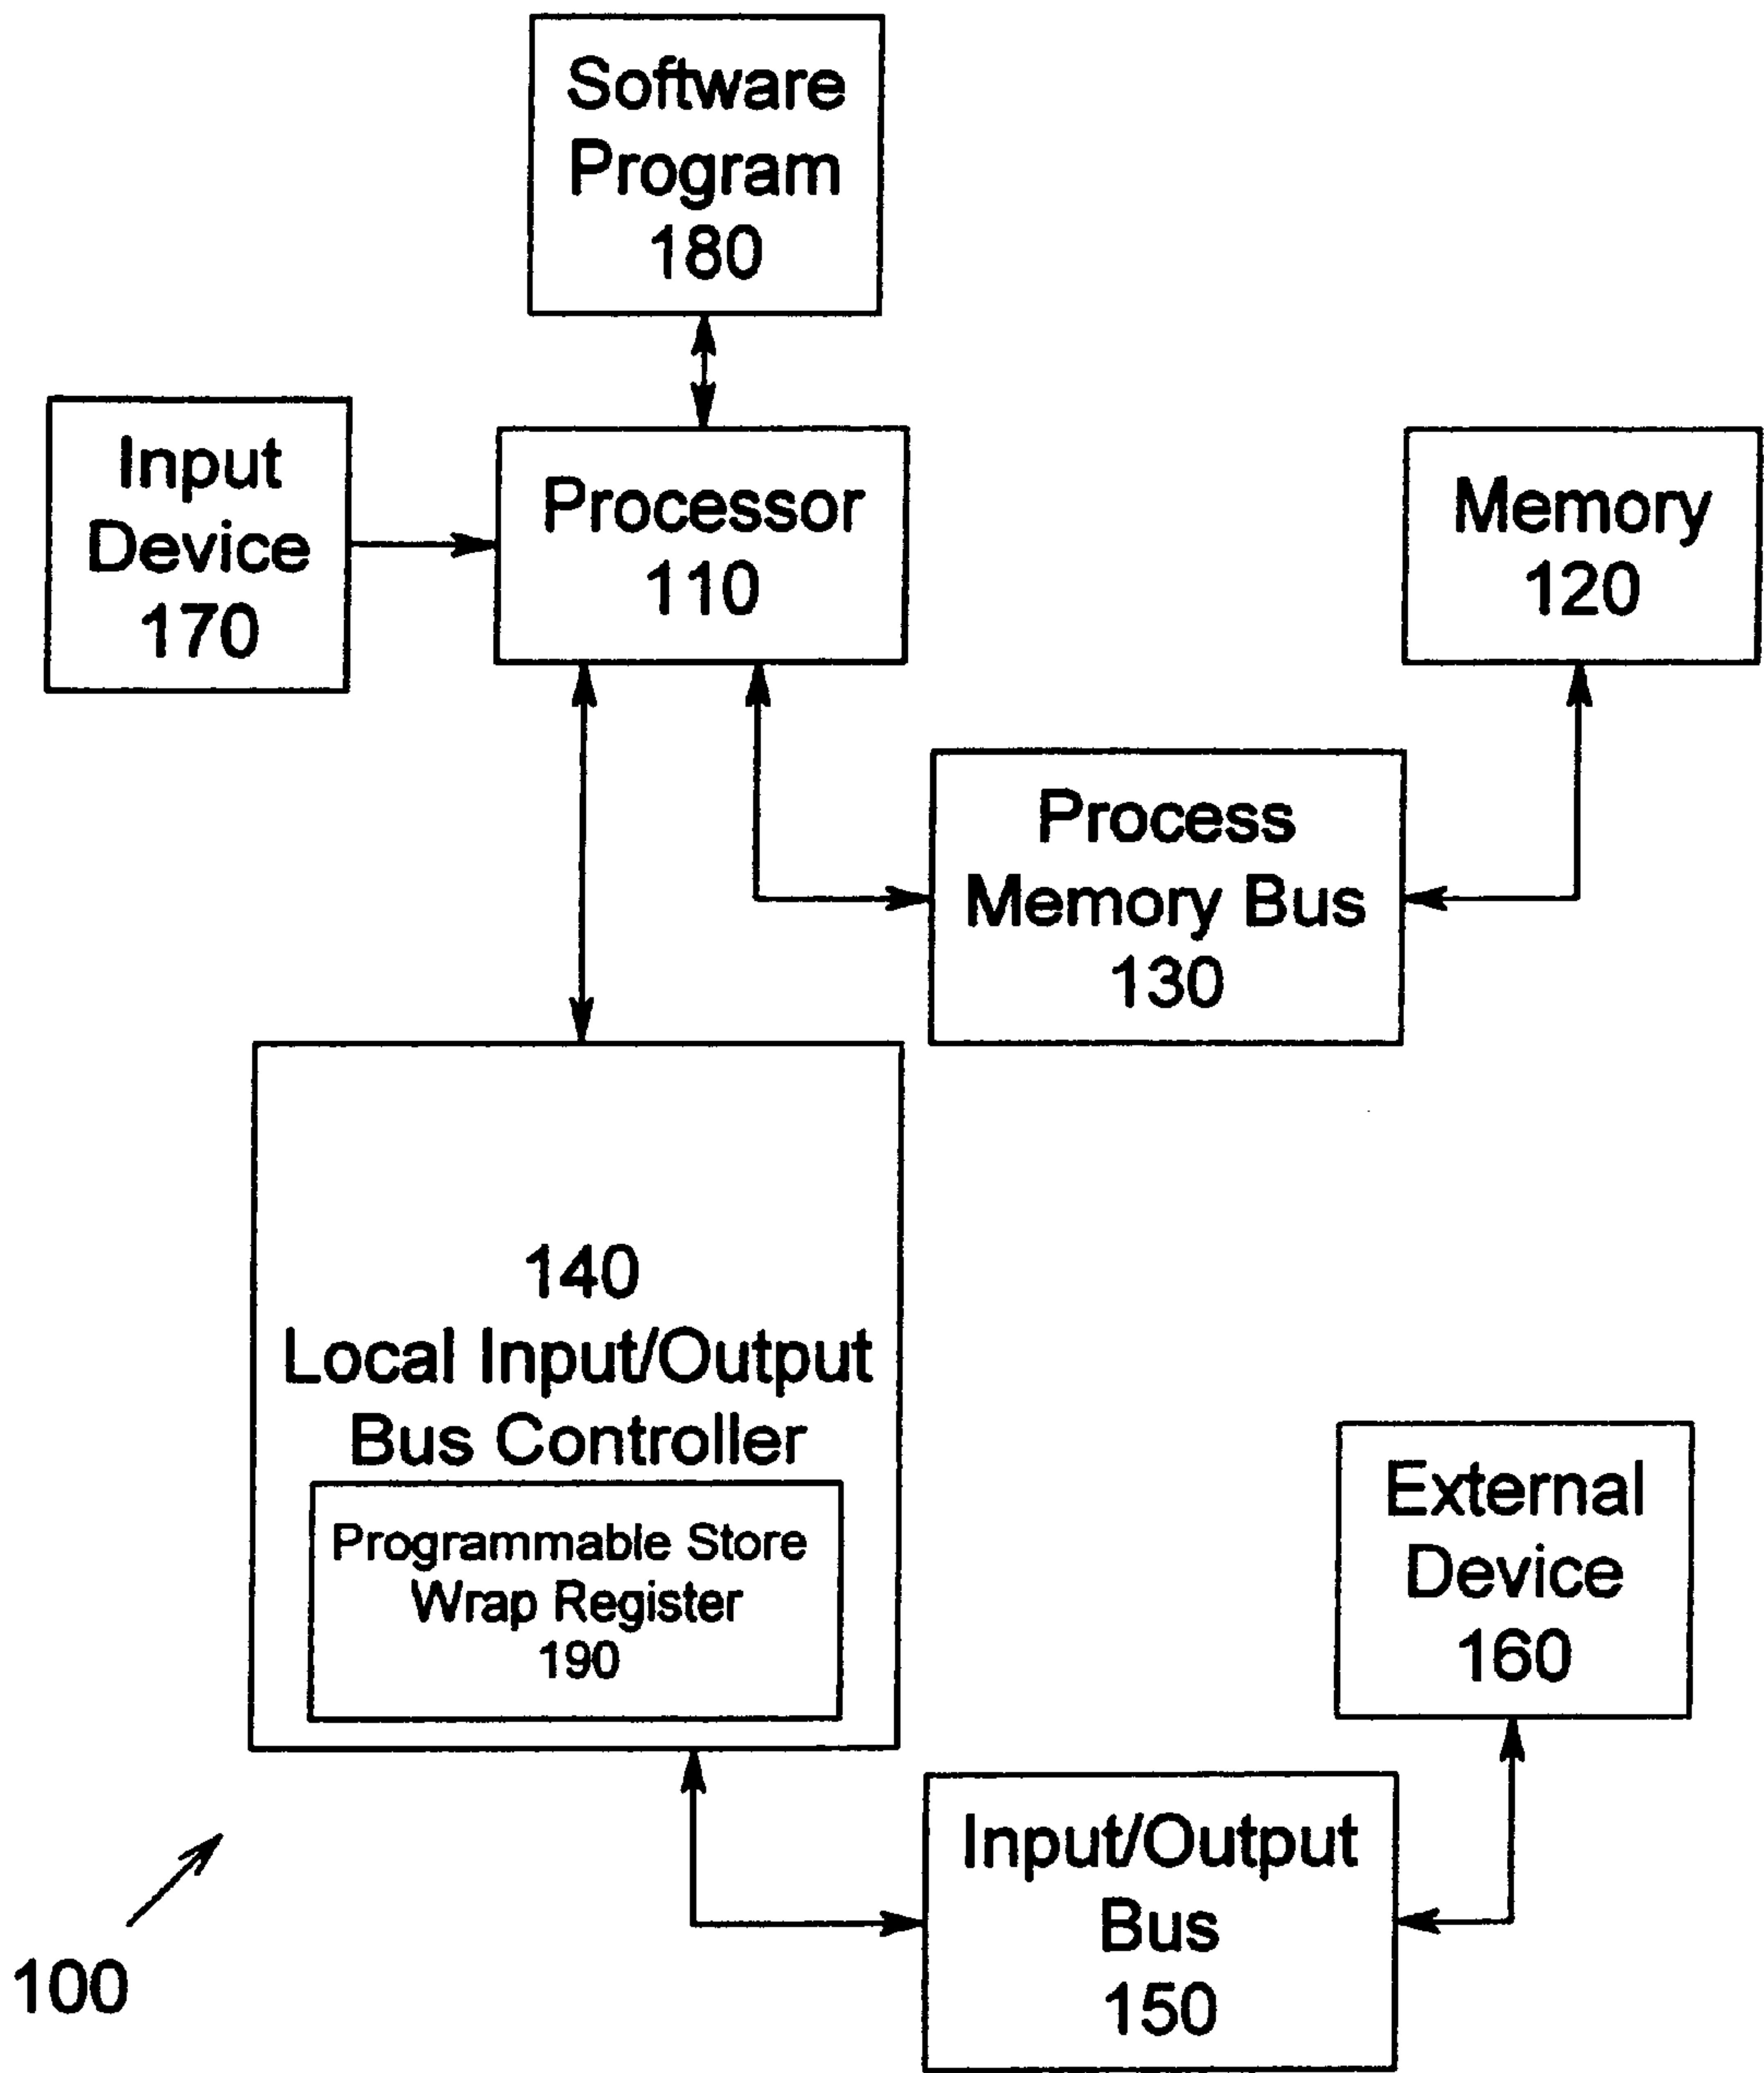 Software
Program
180
Input
Device
170
Processor
110
Memory
120
Process
Memory Bus
130
140
Local Input/Output
Bus Controller
Programmable Store
Wrap Register
190
External
Device
160
Input/Output
Bus
150
100